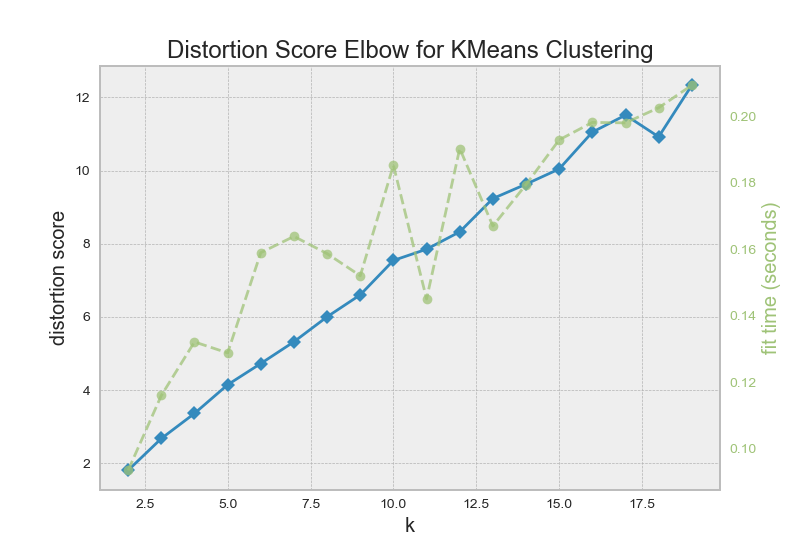 Distortion Score Elbow for KMeans Clustering
distortion score
12
10
8
6
4
2
0.20
0.18
0.16
0.14
0.12
0.10
fit time (seconds)
2.5 5.0 7.5 10.0 12.5 15.0 17.5
k